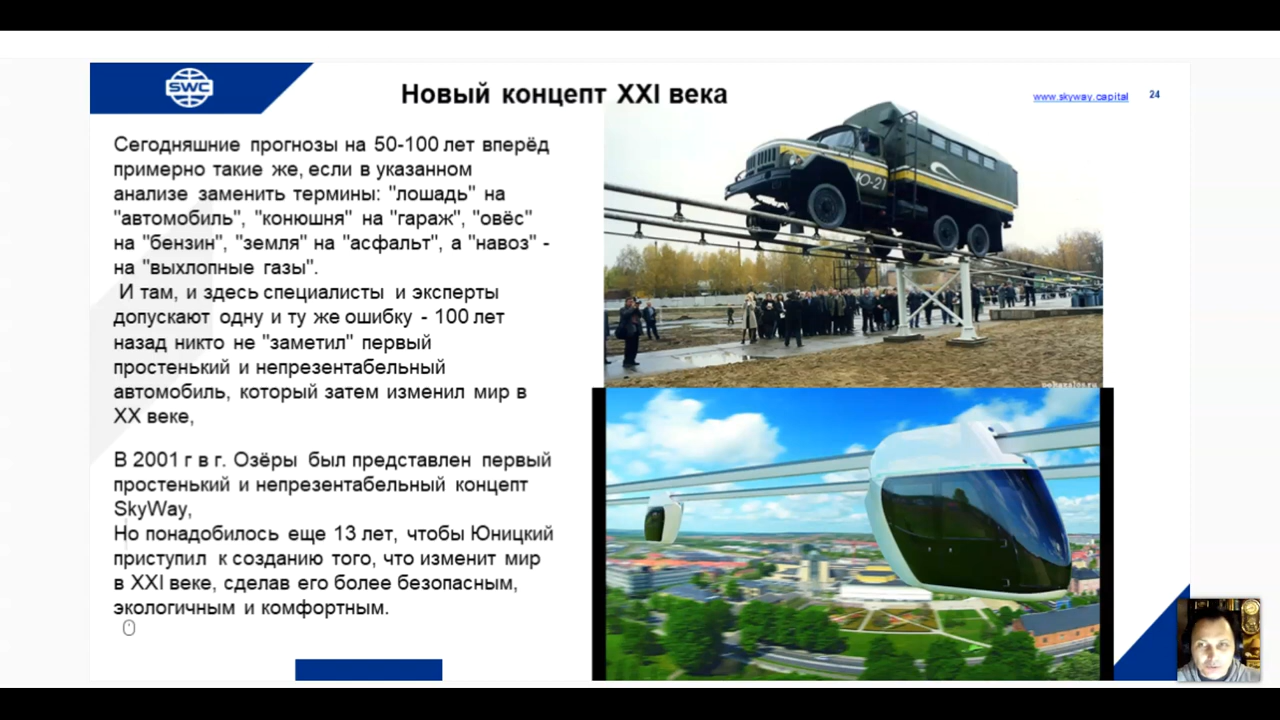 SWC
Новый концепт XXI века
www.skyway.capital
24
Сегодняшние прогнозы на 50-100 лет вперёд
примерно такие же, если в указанном
анализе заменить термины: "лошадь" на
"автомобиль", "конюшня" на "гараж", "овёс"
на "бензин", "земля" на "асфальт", а "навоз" -
на "выхлопные газы".
И там, и здесь специалисты и эксперты
допускают одну и ту же ошибку - 100 лет
назад никто не "заметил" первый
простенький и непрезентабельный
автомобиль, который затем изменил мир в
XX веке,
В 2001 г в г. Озёры был представлен первый
простенький и непрезентабельный концепт
SkyWay,
Но понадобилось еще 13 лет, чтобы Юницкий
приступил к созданию того, что изменит мир
в XXI веке, сделав его более безопасным,
экологичным и комфортным.
Ю-21